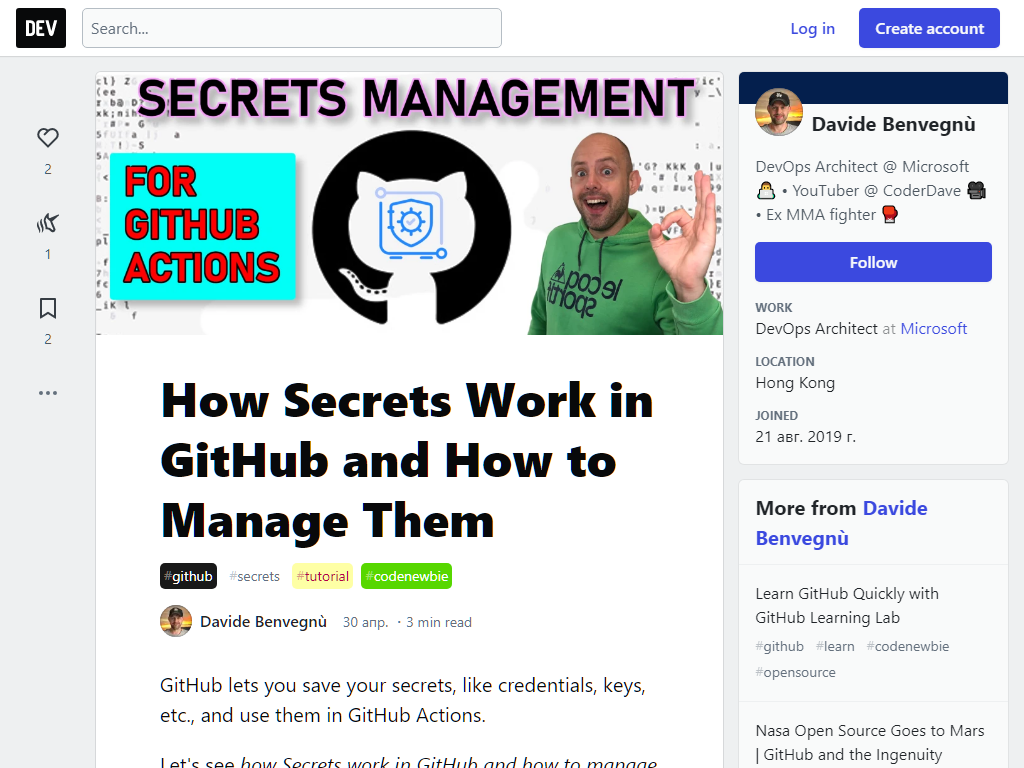 DEV
Search...
Log in
Create account
SECRETS MANAGEMENT
FOR
GITHUB
ACTIONS
le coq
sportif
2
1
2
How Secrets Work in
GitHub and How to
Manage Them
#github #secrets #tutorial #codenewbie
Davide Benvegnù 30 апр. · 3 min read
GitHub lets you save your secrets, like credentials, keys,
etc., and use them in GitHub Actions.
Let's see how Secrets work in GitHub and how to manage
Davide Benvegnù
DevOps Architect @ Microsoft
👨‍💻 • YouTuber @ CoderDave 🎥
• Ex MMA fighter 🥊
Follow
WORK
DevOps Architect at Microsoft
LOCATION
Hong Kong
JOINED
21 авг. 2019 г.
More from Davide
Benvegnù
Learn GitHub Quickly with
GitHub Learning Lab
#github #learn #codenewbie
#opensource
Nasa Open Source Goes to Mars
| GitHub and the Ingenuity